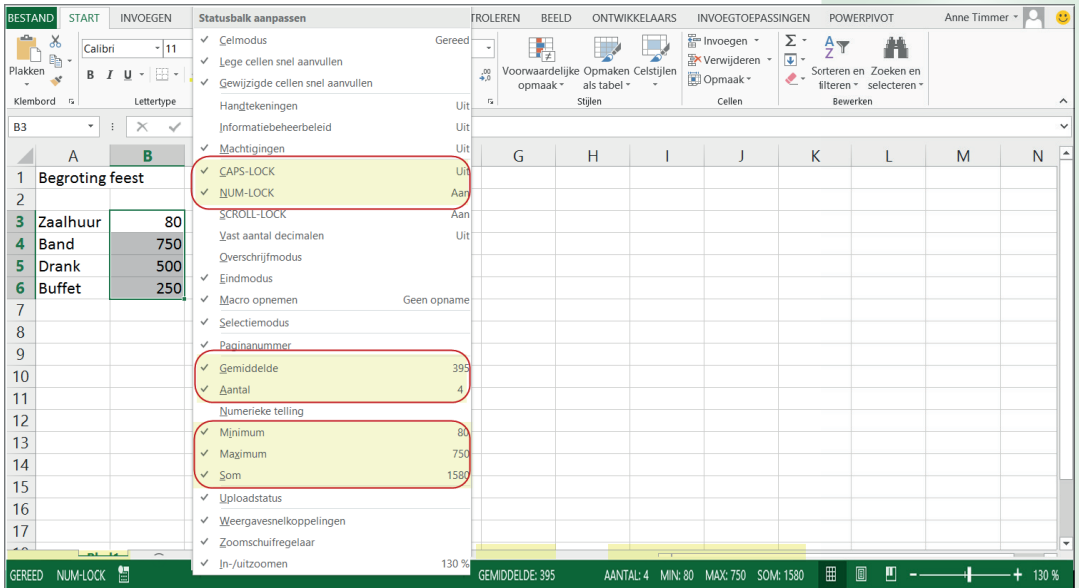 BESTAND START INVOEGEN TROLEREN BEELD ONTWIKKELAARS INVOEGTOEPASSINGEN POWERPIVOT Anne Timmer
Calibri 11
Plakken
B I U
Klembord Lettertype
Voorwaardelijke Opmaken Celstijlen
opmaak als tabel
Stijlen
Invoegen
Verwijderen
Opmaak
Cellen
Sorteren en Zoeken en
filteren selecteren
Bewerken
B3
Statusbalk aanpassen
Celmodus Gereed
Lege cellen snel aanvullen
Gewijzigde cellen snel aanvullen
Handtekeningen Uit
Informatiebeheerbeleid Uit
Machtigingen Uit
CAPS-LOCK Uit
NUM-LOCK Aan
SCROLL-LOCK Aan
Vast aantal decimalen Uit
Overschrijfmodus
Eindmodus
Macro opnemen Geen opname
Selectiemodus
Paginanummer
Gemiddelde 395
Aantal 4
Numerieke telling
Minimum 80
Maximum 750
Som 1580
Uploadstatus
Weergavesnelkoppelingen
Zoomschuifregelaar
In-/uitzoomen 130 %
A B G H I J K L M N
1 Begroting feest
2
3 Zaalhuur 80
4 Band 750
5 Drank 500
6 Buffet 250
7
8
9
10
11
12
13
14
15
16
17
GEREED NUM-LOCK GEMIDDELDE: 395 AANTAL: 4 MIN: 80 MAX: 750 SOM: 1580 130 %